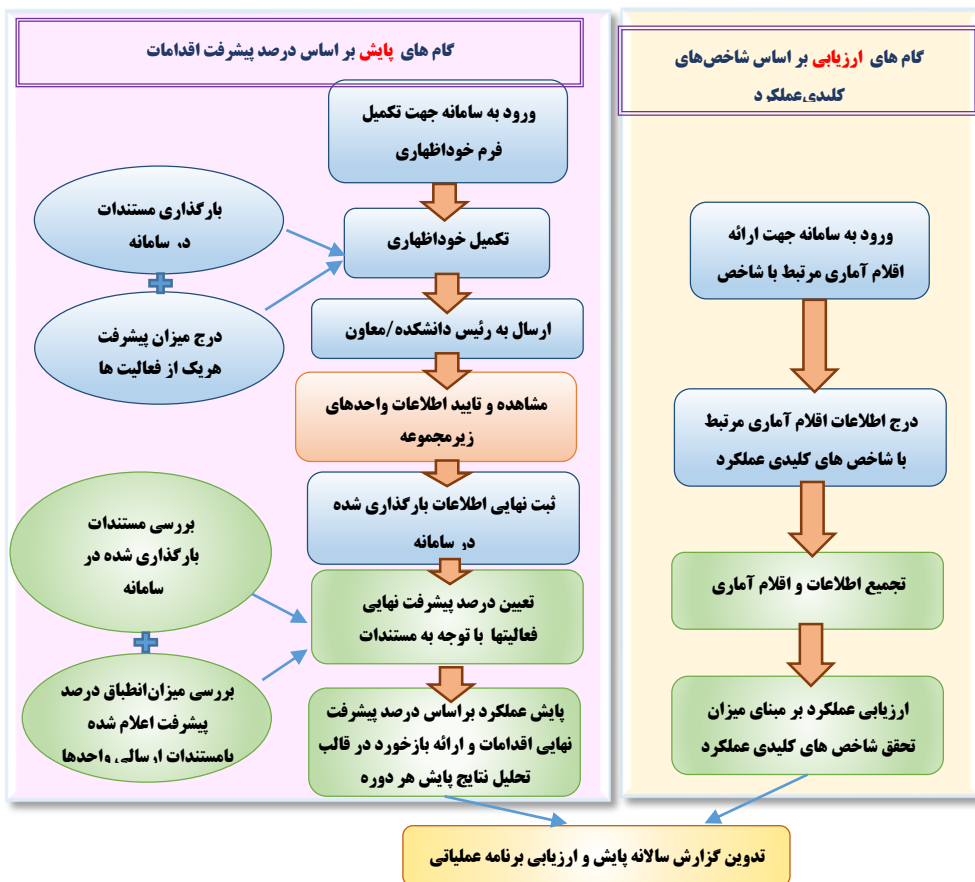 گام های پایش بر اساس درصد پیشرفت اقدامات
ورود به سامانه جهت تکمیل
فرم خوداظهاری
بارگذاری مستندات
در سامانه
تکمیل خوداظهاری
درج میزان پیشرفت
هریک از فعالیت ها
ارسال به رئیس دانشکده/معاون
مشاهده و تایید اطلاعات واحدهای
زیرمجموعه
ثبت نهایی اطلاعات بارگذاری شده
در سامانه
بررسی مستندات
بارگذاری شده در
سامانه
تعیین درصد پیشرفت نهایی
فعالیتها با توجه به مستندات
بررسی میزان انطباق درصد
پیشرفت اعلام شده
بامستندات ارسالی واحدها
پایش عملکرد براساس درصد پیشرفت
نهایی اقدامات و ارائه بازخورد در قالب
تحلیل نتایج پایش هر دوره
گام های ارزیابی بر اساس شاخص‌های
کلیدی‌عملکرد
ورود به سامانه جهت ارائه
اقلام آماری مرتبط با شاخص
درج اطلاعات اقلام آماری مرتبط
با شاخص های کلیدی عملکرد
تجمیع اطلاعات و اقلام آماری
ارزیابی عملکرد بر مبنای میزان
تحقق شاخص های کلیدی عملکرد
تدوین گزارش سالانه پایش و ارزیابی برنامه عملیاتی